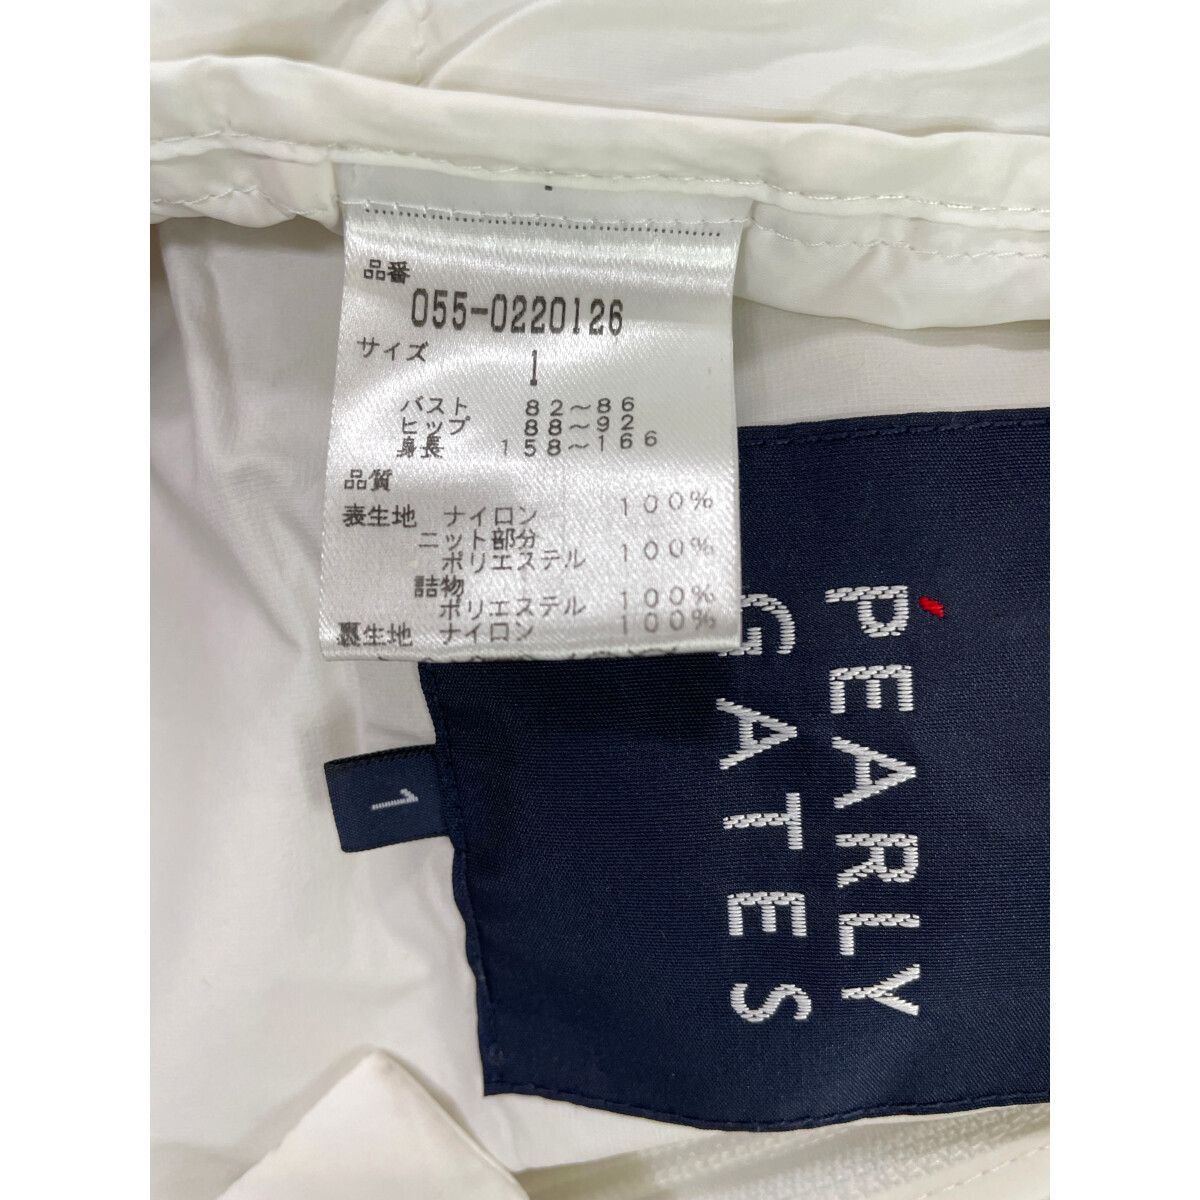 品番
055-0220126
サイズ
1
バスト 82～86
ヒップ 88～92
身長 158～166
品質
表生地 ナイロン 100%
ニット部分
ポリエステル 100%
詰物
ポリエステル 100%
裏生地 ナイロン 100%
PEARLY
GATES
1